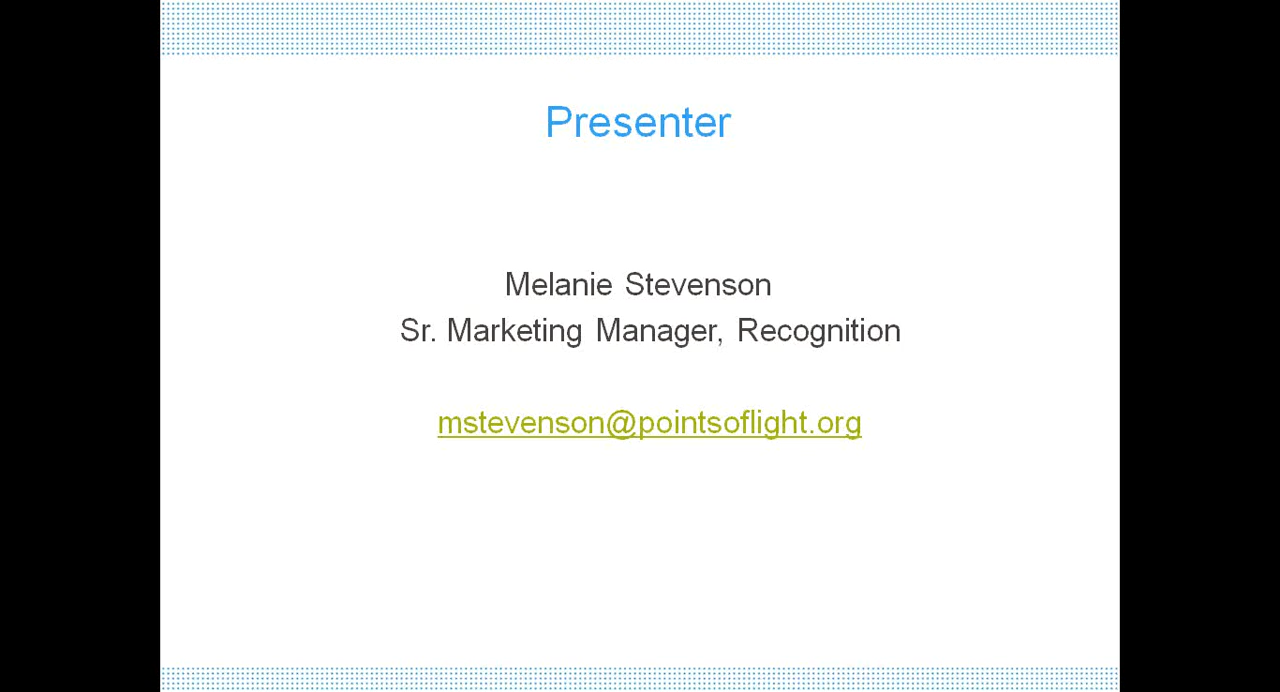 Presenter
Melanie Stevenson
Sr. Marketing Manager, Recognition
mstevenson@pointsoflight.org